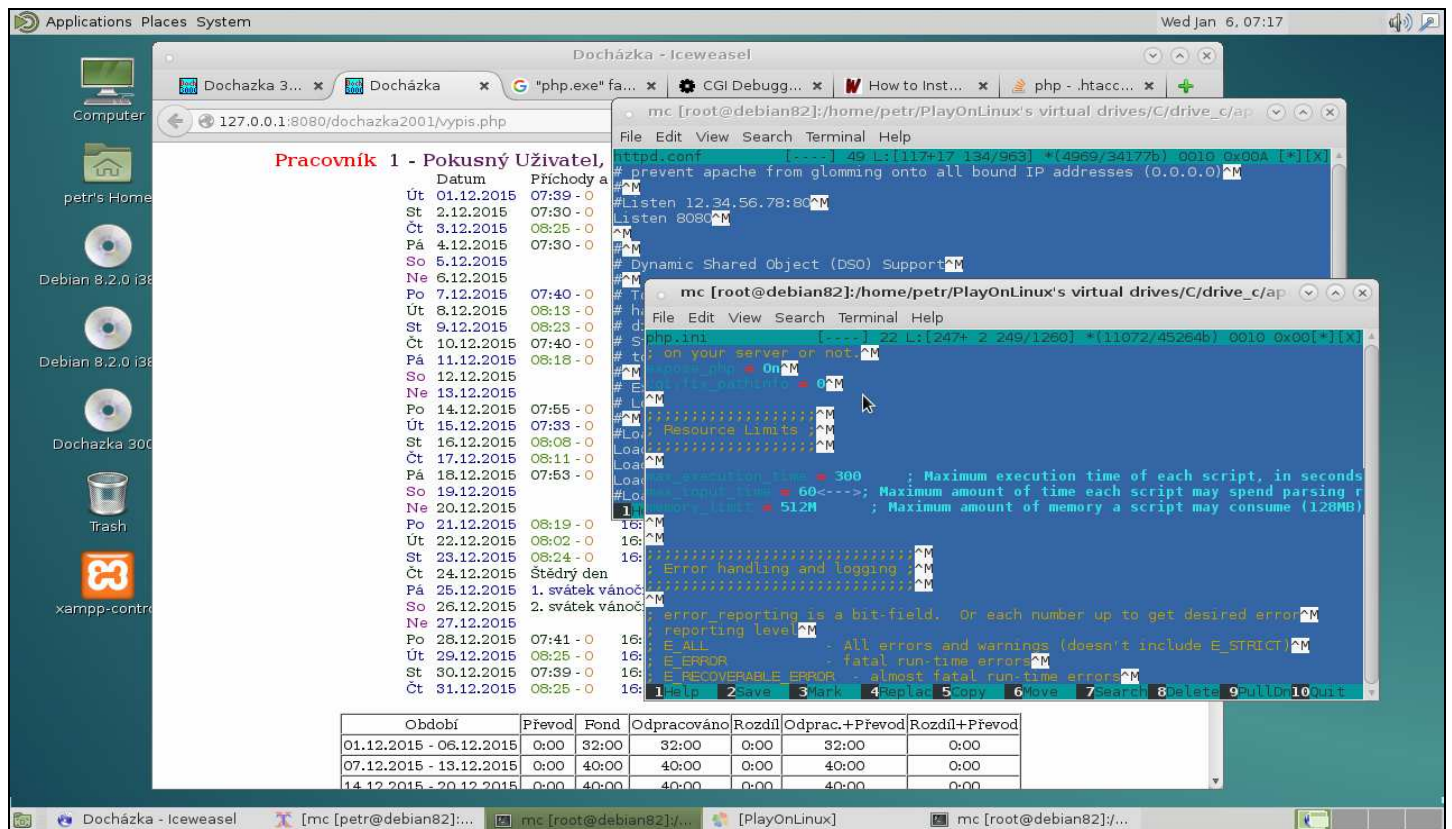 Applications Places System
Wed Jan 6, 07:17
Computer
petr's Home
Debian 8.2.0 i38
Debian 8.2.0 i38
Dochazka 300
Trash
xampp-contro
Docházka - Iceweasel
Dochazka 3...
Docházka
"php.exe" fa...
CGI Debugg...
How to Inst...
php - .htacc...
127.0.0.1:8080/dochazka2001/vypis.php
Pracovník 1 - Pokusný Uživatel,
Datum Příchody a
Út 01.12.2015 07:39 - O
St 2.12.2015 07:30 - O
Čt 3.12.2015 08:25 - O
Pá 4.12.2015 07:30 - O
So 5.12.2015
Ne 6.12.2015
Po 7.12.2015 07:40 - O
Út 8.12.2015 08:13 - O
St 9.12.2015 08:23 - O
Čt 10.12.2015 07:40 - O
Pá 11.12.2015 08:18 - O
So 12.12.2015
Ne 13.12.2015
Po 14.12.2015 07:55 - O
Út 15.12.2015 07:33 - O
St 16.12.2015 08:08 - O
Čt 17.12.2015 08:11 - O
Pá 18.12.2015 07:53 - O
So 19.12.2015
Ne 20.12.2015
Po 21.12.2015 08:19 - O 16:
Út 22.12.2015 08:02 - O 16:
St 23.12.2015 08:24 - O 16:
Čt 24.12.2015 Štědrý den
Pá 25.12.2015 1. svátek vánoč
So 26.12.2015 2. svátek vánoč
Ne 27.12.2015
Po 28.12.2015 07:41 - O 16:
Út 29.12.2015 08:25 - O 16:
St 30.12.2015 07:39 - O 16:
Čt 31.12.2015 08:25 - O 16:
Období Převod Fond Odpracováno Rozdíl Odprac.+Převod Rozdíl+Převod
01.12.2015 - 06.12.2015 0:00 32:00 32:00 0:00 32:00 0:00
07.12.2015 - 13.12.2015 0:00 40:00 40:00 0:00 40:00 0:00
14.12.2015 - 20.12.2015 0:00 40:00 40:00 0:00 40:00 0:00
mc [root@debian82]:/home/petr/PlayOnLinux's virtual drives/C/drive_c/ap
File Edit View Search Terminal Help
httpd.conf [----] 49 L:[117+17 134/963] *(4969/34177b) 0010 0x00A [*][X]
# prevent apache from glomming onto all bound IP addresses (0.0.0.0)^M
#^M
#Listen 12.34.56.78:80^M
Listen 8080^M
^M
#^M
# Dynamic Shared Object (DSO) Support^M
#^M
mc [root@debian82]:/home/petr/PlayOnLinux's virtual drives/C/drive_c/ap
File Edit View Search Terminal Help
php.ini [----] 22 L:[247+ 2 249/1260] *(11072/45264b) 0010 0x00[*][X]
; on your server or not.^M
expose_php = On^M
cgi.fix_pathinfo = 0^M
^M
;;;;;;;;;;;;;;;;;;;^M
; Resource Limits ;^M
;;;;;;;;;;;;;;;;;;;^M
^M
max_execution_time = 300 ; Maximum execution time of each script, in seconds
max_input_time = 60<--->; Maximum amount of time each script may spend parsing r
memory_limit = 512M ; Maximum amount of memory a script may consume (128MB)
^M
^M
;;;;;;;;;;;;;;;;;;;;;;;;;;;;;;^M
; Error handling and logging ;^M
;;;;;;;;;;;;;;;;;;;;;;;;;;;;;;^M
^M
; error_reporting is a bit-field. Or each number up to get desired error^M
; reporting level^M
; E_ALL - All errors and warnings (doesn't include E_STRICT)^M
; E_ERROR - fatal run-time errors^M
; E_RECOVERABLE_ERROR - almost fatal run-time errors^M
1Help 2Save 3Mark 4Replac 5Copy 6Move 7Search 8Delete 9PullDn 10Quit
Docházka - Iceweasel
[mc [petr@debian82]:...
mc [root@debian82]:/...
[PlayOnLinux]
mc [root@debian82]:/...